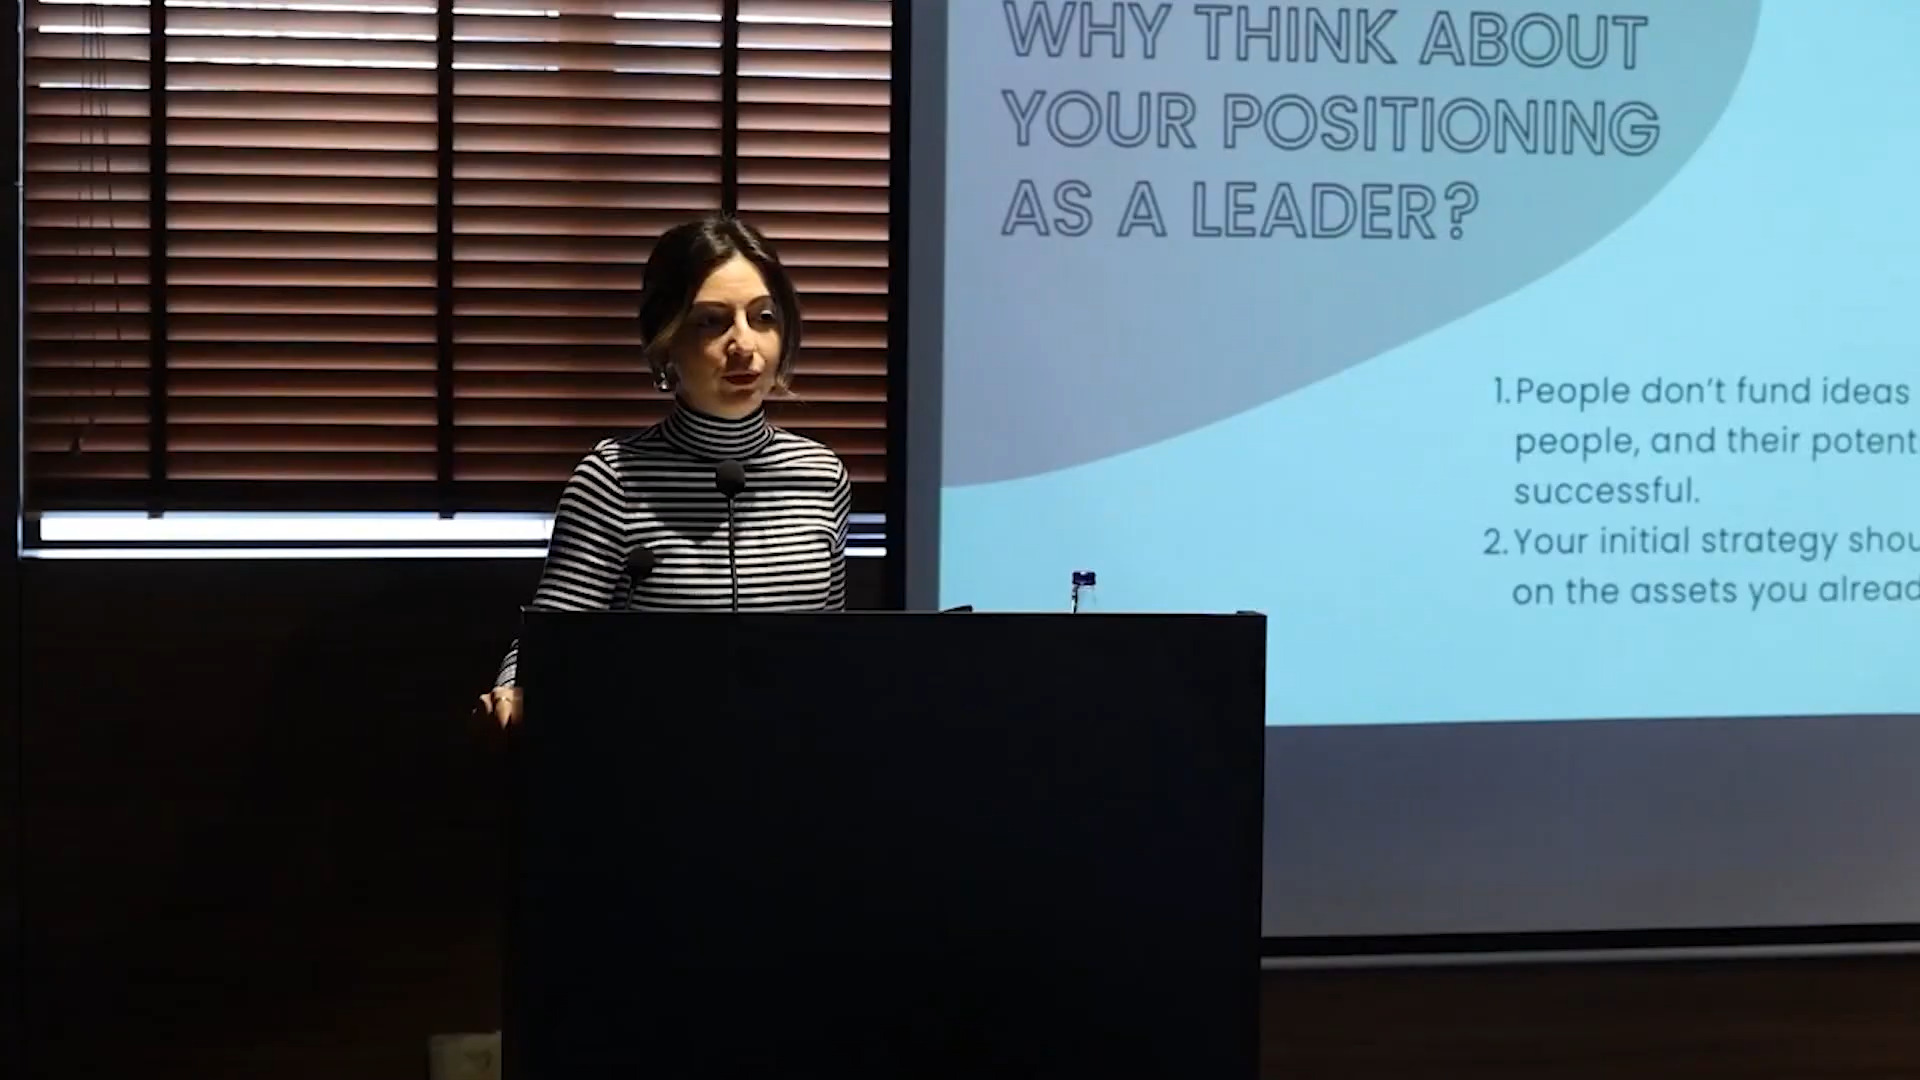 WHY THINK ABOUT
YOUR POSITIONING
AS A LEADER?
1. People don't fund ideas
people, and their
successful.
2. Your initial strategy
on the assets you